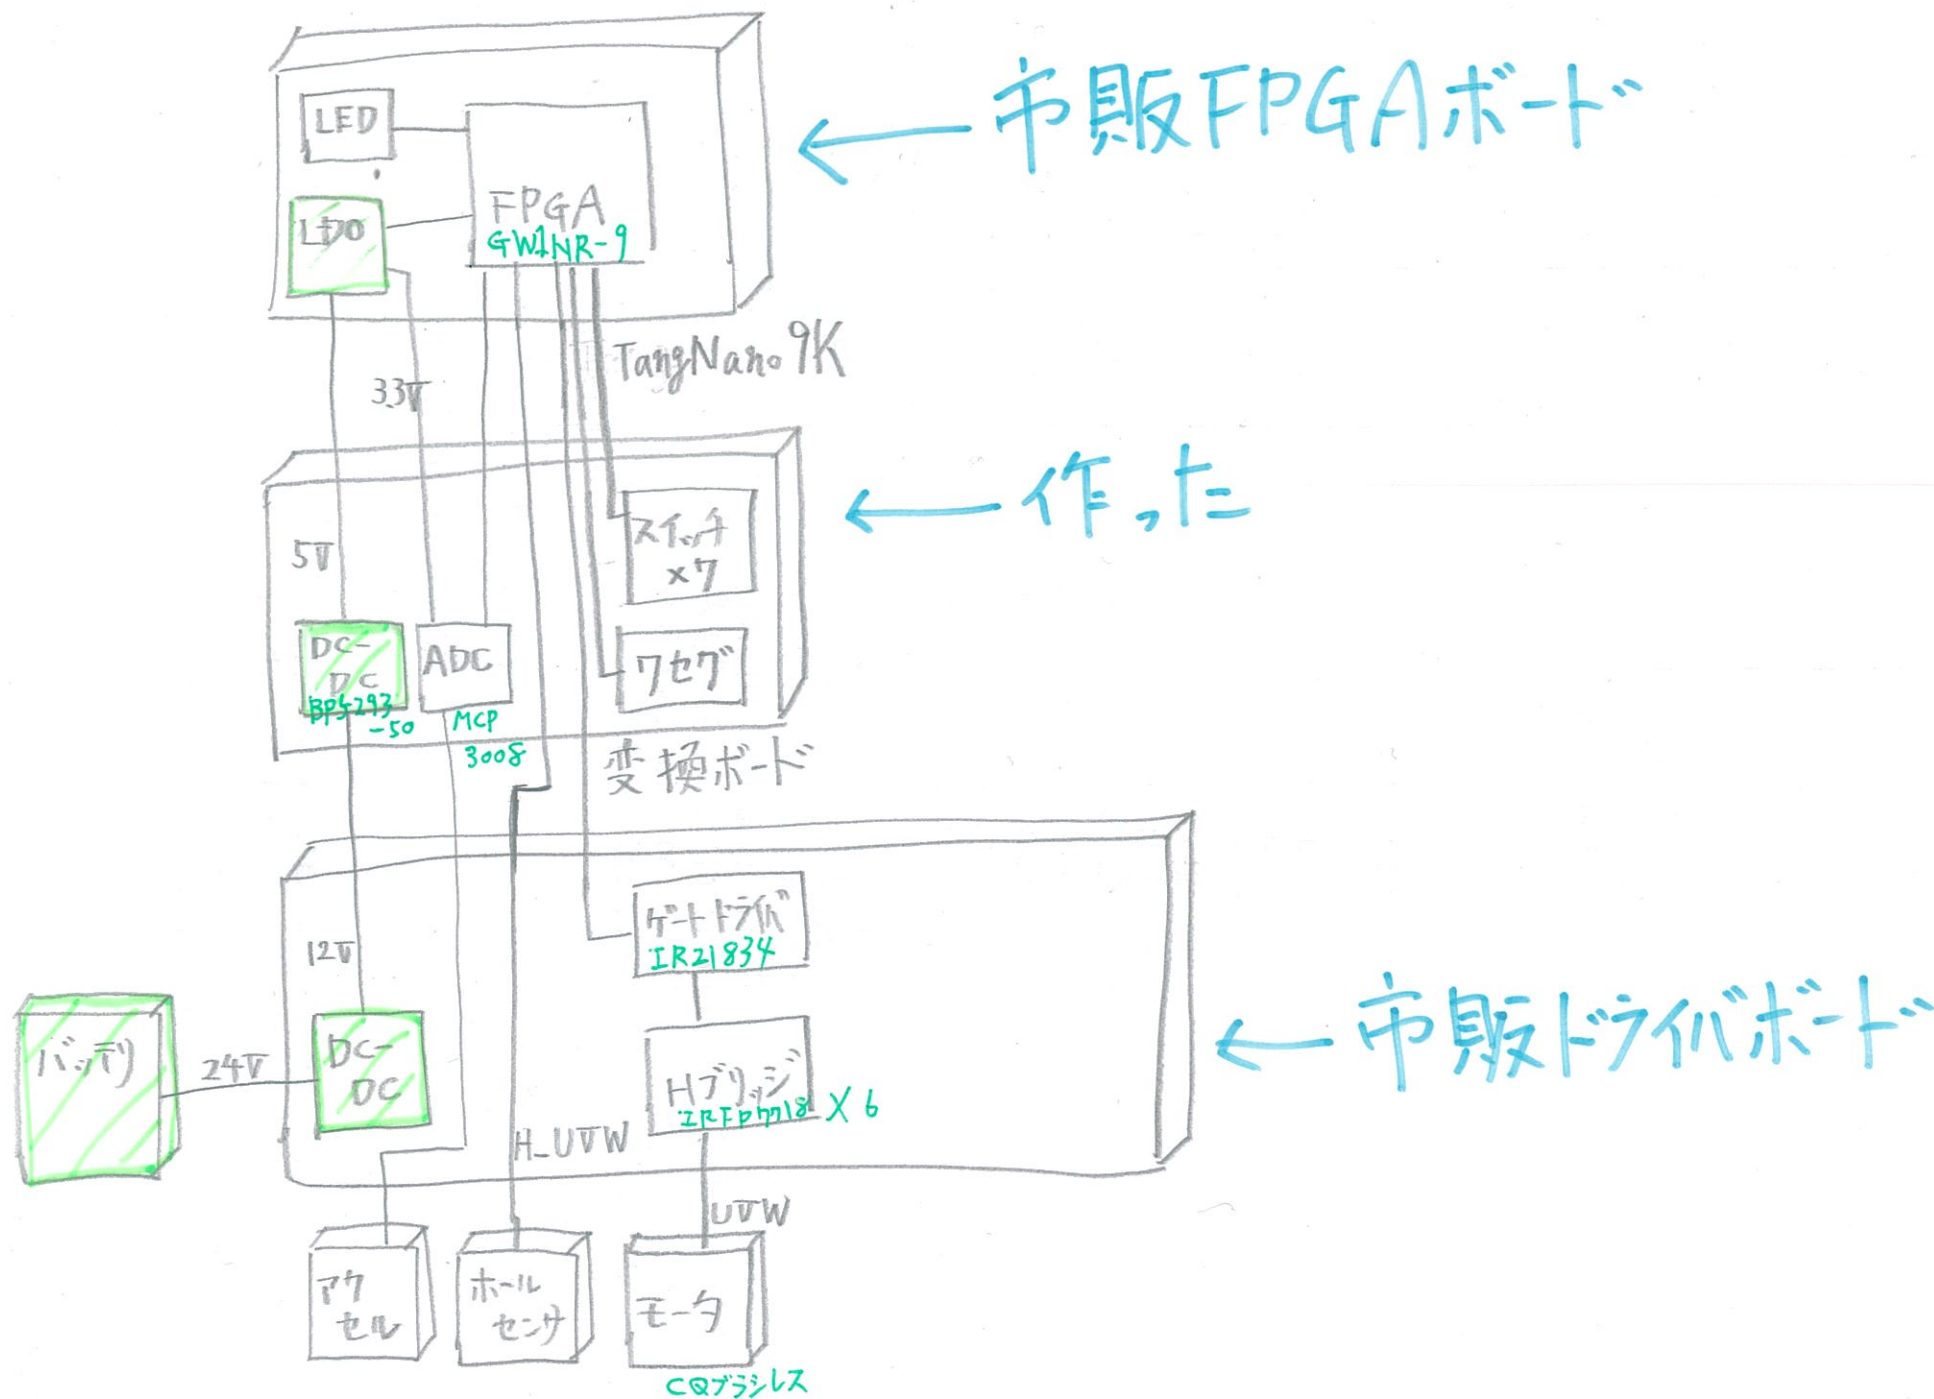 LED
市販FPGAボード
LDO
FPGA
GW1NR-9
TangNano 9K
3.3V
作った
スイッチ
×7
5V
DC-
DC
BP5293
-50
ADC
MCP
3008
7セグ
変換ボード
ゲートドライバ
IR21834
12V
市販ドライバボード
バッテリ
24V
DC-
DC
Hブリッジ
IRFP7718 × 6
H_UVW
UVW
アク
セル
ホール
センサ
モータ
CQブラシレス